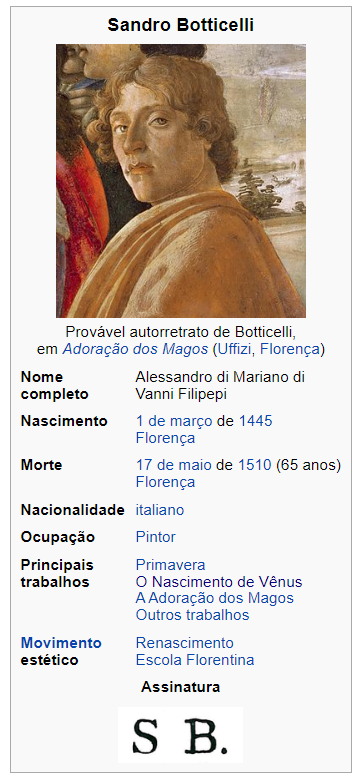 Sandro Botticelli
Provável autorretrato de Botticelli,
em Adoração dos Magos (Uffizi, Florença)
Nome completo Alessandro di Mariano di Vanni Filipepi
Nascimento 1 de março de 1445
Florença
Morte 17 de maio de 1510 (65 anos)
Florença
Nacionalidade italiano
Ocupação Pintor
Principais trabalhos Primavera
O Nascimento de Vênus
A Adoração dos Magos
Outros trabalhos
Movimento estético Renascimento
Escola Florentina
Assinatura
S B.